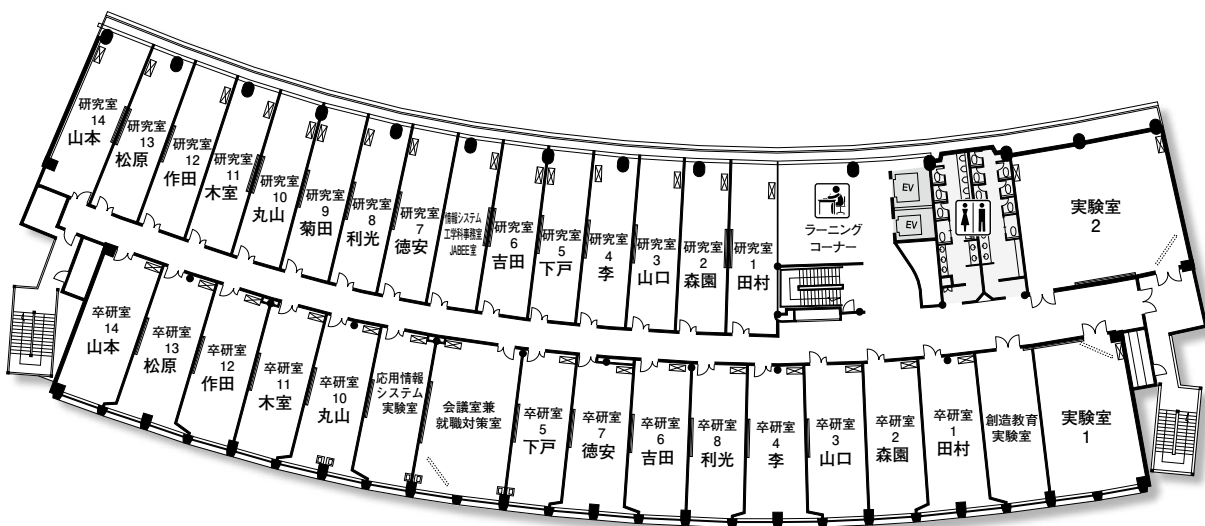 研究室
14
山本
研究室
13
松原
研究室
12
作田
研究室
11
木室
研究室
10
丸山
研究室
9
菊田
研究室
8
利光
研究室
7
徳安
情報システム
工学科事務室
JABEE室
研究室
6
吉田
研究室
5
下戸
研究室
4
李
研究室
3
山口
研究室
2
森園
研究室
1
田村
ラーニング
コーナー
EV
EV
実験室
2
卒研室
14
山本
卒研室
13
松原
卒研室
12
作田
卒研室
11
木室
卒研室
10
丸山
応用情報
システム
実験室
会議室兼
就職対策室
卒研室
5
下戸
卒研室
7
徳安
卒研室
6
吉田
卒研室
8
利光
卒研室
4
李
卒研室
3
山口
卒研室
2
森園
卒研室
1
田村
創造教育
実験室
実験室
1